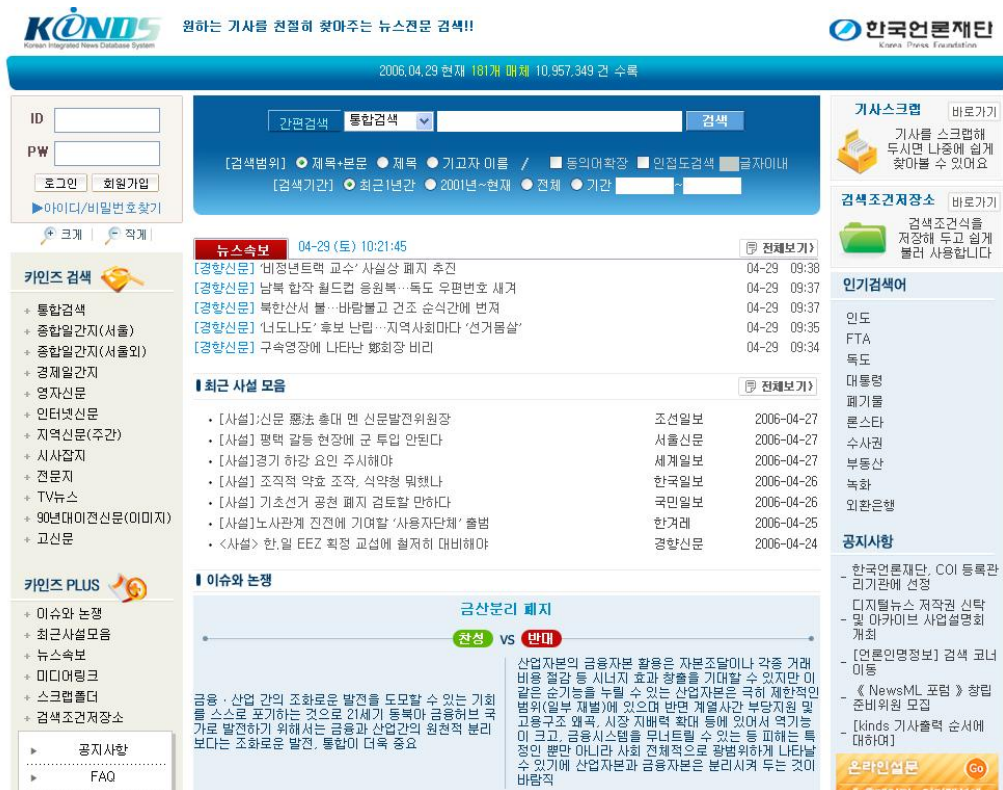 KINDS
Korean Integrated News Database System
원하는 기사를 친절히 찾아주는 뉴스전문 검색!!
한국언론재단
Korea Press Foundation
2006,04,29 현재 181개 매체 10,957,349 건 수록
ID
PW
로그인 회원가입
▶아이디/비밀번호찾기
크게 | 작게
간편검색 통합검색 검색
[검색범위] 제목+본문 제목 기고자 이름 / 동의어확장 인접도검색 글자이내
[검색기간] 최근1년간 2001년~현재 전체 기간 ~
기사스크랩 바로가기
기사를 스크랩해
두시면 나중에 쉽게
찾아볼 수 있어요
검색조건저장소 바로가기
검색조건식을
저장해 두고 쉽게
불러 사용합니다
카인즈 검색
+ 통합검색
+ 종합일간지(서울)
+ 종합일간지(서울외)
+ 경제일간지
+ 영자신문
+ 인터넷신문
+ 지역신문(주간)
+ 시사잡지
+ 전문지
+ TV뉴스
+ 90년대이전신문(이미지)
+ 고신문
카인즈 PLUS
+ 이슈와 논쟁
+ 최근사설모음
+ 뉴스속보
+ 미디어링크
+ 스크랩폴더
+ 검색조건저장소
공지사항
FAQ
뉴스속보 04-29 (토) 10:21:45 전체보기
[경향신문] ‘비정년트랙 교수’ 사실상 폐지 추진 04-29 09:38
[경향신문] 남북 합작 월드컵 응원복…독도 우편번호 새겨 04-29 09:37
[경향신문] 북한산서 불…바람불고 건조 순식간에 번져 04-29 09:37
[경향신문] ‘너도나도’ 후보 난립…지역사회마다 ‘선거몸살’ 04-29 09:35
[경향신문] 구속영장에 나타난 鄭회장 비리 04-29 09:34
최근 사설 모음 전체보기
• [사설]:신문 惡法 총대 멘 신문발전위원장 조선일보 2006-04-27
• [사설] 평택 갈등 현장에 군 투입 안된다 서울신문 2006-04-27
• [사설]경기 하강 요인 주시해야 세계일보 2006-04-27
• [사설] 조직적 약효 조작, 식약청 뭐했나 한국일보 2006-04-26
• [사설] 기초선거 공천 폐지 검토할 만하다 국민일보 2006-04-26
• [사설]노사관계 진전에 기여할 ‘사용자단체’ 출범 한겨레 2006-04-25
• <사설> 한.일 EEZ 획정 교섭에 철저히 대비해야 경향신문 2006-04-24
이슈와 논쟁
금산분리 폐지
찬성 VS 반대
금융ㆍ산업 간의 조화로운 발전을 도모할 수 있는 기회
를 스스로 포기하는 것으로 21세기 동북아 금융허브 국
가로 발전하기 위해서는 금융과 산업간의 원천적 분리
보다는 조화로운 발전, 통합이 더욱 중요
산업자본의 금융자본 활용은 자본조달이나 각종 거래
비용 절감 등 시너지 효과 창출을 기대할 수 있지만 이
같은 순기능을 누릴 수 있는 산업자본은 극히 제한적인
범위(일부 재벌)에 있으며 반면 계열사간 부당지원 및
고용구조 왜곡, 시장 지배력 확대 등에 있어서 역기능
이 크고, 금융시스템을 무너트릴 수 있는 등 피해는 특
정인 뿐만 아니라 사회 전체적으로 광범위하게 나타날
수 있기에 산업자본과 금융자본은 분리시켜 두는 것이
바람직
인기검색어
인도
FTA
독도
대통령
폐기물
론스타
수사권
부동산
녹화
외환은행
공지사항
한국언론재단, COI 등록관
리기관에 선정
디지털뉴스 저작권 신탁
및 아카이브 사업설명회
개최
[언론인명정보] 검색 코너
이동
《 NewsML 포럼 》 창립
준비위원 모집
[kinds 기사출력 순서에
대하여]
온라인설문 Go